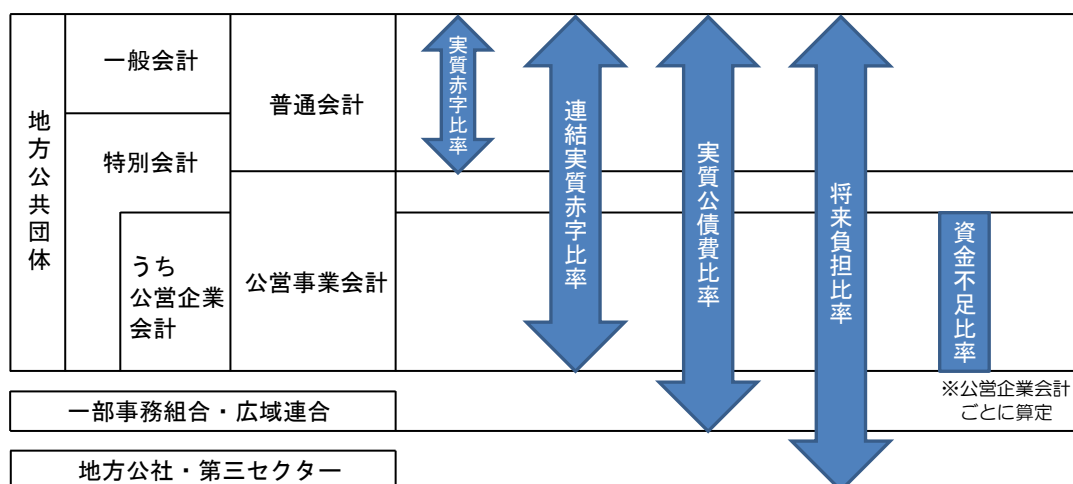 地方公共団体
一般会計
特別会計
うち
公営企業
会計
普通会計
公営事業会計
実質赤字比率
連結実質赤字比率
実質公債費比率
将来負担比率
資金不足比率
※公営企業会計
ごとに算定
一部事務組合・広域連合
地方公社・第三セクター